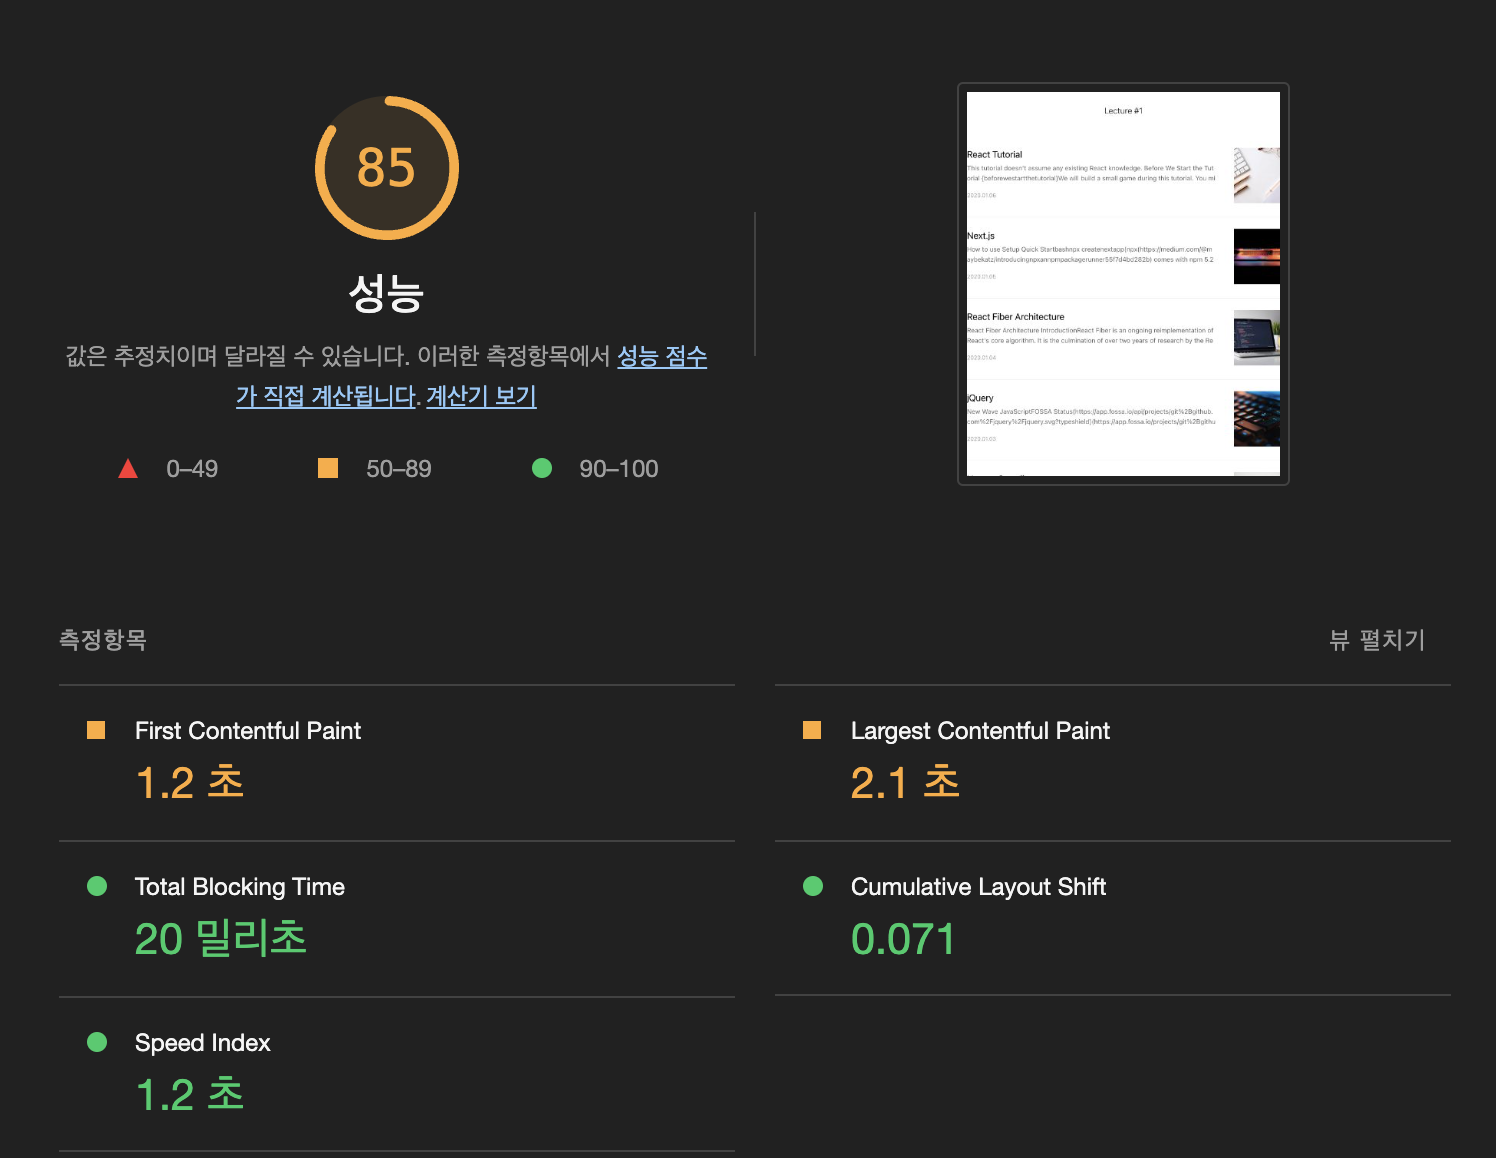 85
성능
값은 추정치이며 달라질 수 있습니다. 이러한 측정항목에서 성능 점수
가 직접 계산됩니다. 계산기 보기
0–49
50–89
90–100
Lecture #1
React Tutorial
This tutorial doesn't assume any existing React knowledge. Before We Start the Tut
orial (beforewestartthetutorial)We will build a small game during this tutorial. You mi
2023.01.06
Next.js
How to use Setup Quick Startbashnpx createnextapp(npx(https://medium.com/@m
aybekatz/introducingnpxannpmpackagerunner55f7d4bd282b) comes with npm 5.2
2023.01.05
React Fiber Architecture
React Fiber Architecture IntroductionReact Fiber is an ongoing reimplementation of
React's core algorithm. It is the culmination of over two years of research by the Re
2023.01.04
jQuery
New Wave JavaScriptFOSSA Status(https://app.fossa.io/api/projects/git%2Bgithub.
com%2Fjquery%2Fjquery.svg?typeshield)(https://app.fossa.io/projects/git%2Bgithu
2023.01.03
측정항목
뷰 펼치기
First Contentful Paint
1.2 초
Largest Contentful Paint
2.1 초
Total Blocking Time
20 밀리초
Cumulative Layout Shift
0.071
Speed Index
1.2 초